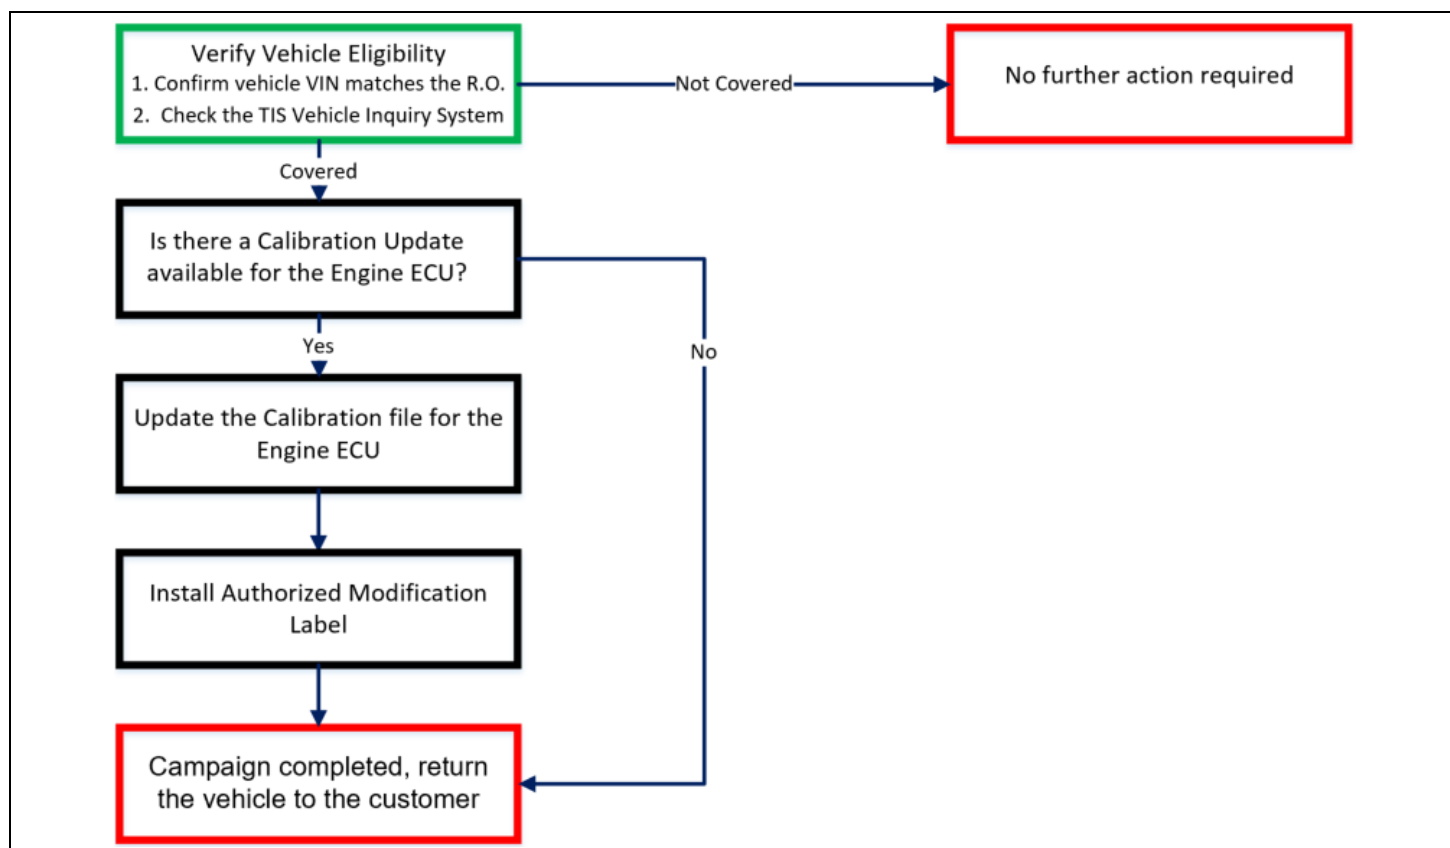 Verify Vehicle Eligibility
1. Confirm vehicle VIN matches the R.O.
2. Check the TIS Vehicle Inquiry System
Not Covered
No further action required
Covered
Is there a Calibration Update
available for the Engine ECU?
Yes
No
Update the Calibration file for the
Engine ECU
Install Authorized Modification
Label
Campaign completed, return
the vehicle to the customer